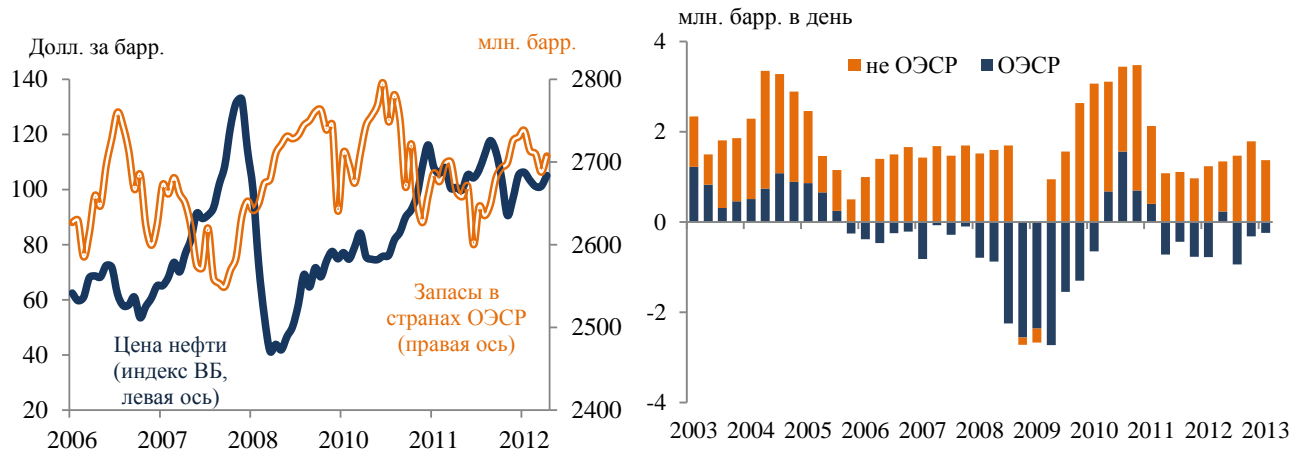 Долл. за барр.
млн. барр.
140
120
100
80
60
40
20
2800
2700
2600
2500
2400
Цена нефти
(индекс ВБ,
левая ось)
Запасы в
странах ОЭСР
(правая ось)
2006 2007 2008 2010 2011 2012
млн. барр. в день
4
2
0
-2
-4
не ОЭСР ОЭСР
2003 2004 2005 2006 2007 2008 2009 2010 2011 2012 2013